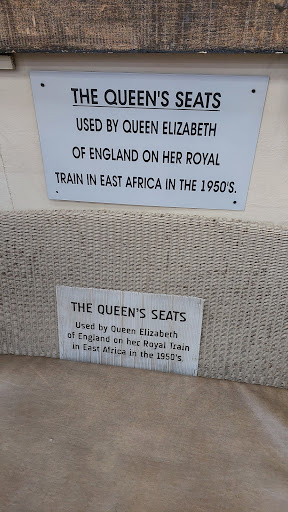 THE QUEEN'S SEATS
USED BY QUEEN ELIZABETH
OF ENGLAND ON HER ROYAL
TRAIN IN EAST AFRICA IN THE 1950'S.
THE QUEEN'S SEATS
Used by Queen Elizabeth
of England on her Royal Train
in East Africa in the 1950's.